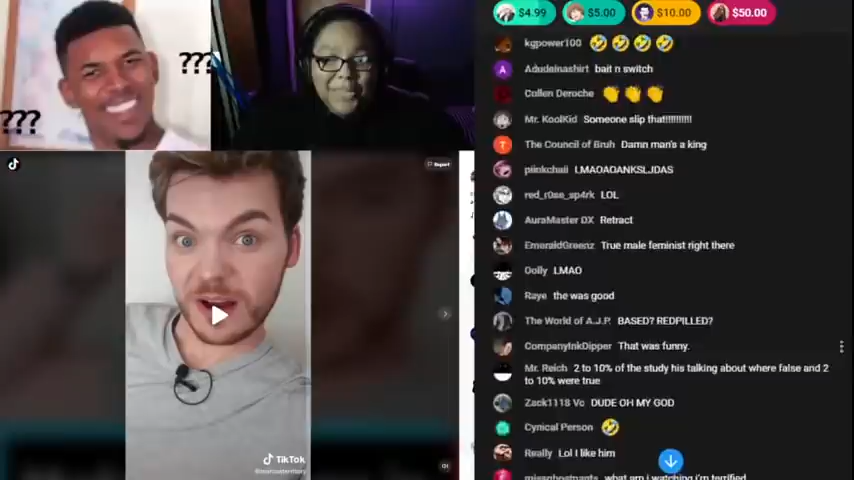 $4.99 $5.00 $10.00 $50.00
kgpower100
???
Adudeinashirt bait n switch
Collen Deroche
???
Mr. KoolKid Someone slip that!!!!!!!!!!!
The Council of Bruh Damn man's a king
Report
piinkchaii LMAOAOANKSLJDAS
red_r0se_sp4rk LOL
AuraMaster DX Retract
EmeraldGreenz True male feminist right there
Oolly LMAO
Raye the was good
The World of A.J.P. BASED? REDPILLED?
CompanyInkDipper That was funny.
Mr. Reich 2 to 10% of the study his talking about where false and 2
to 10% were true
Zack1118 Vc DUDE OH MY GOD
Cynical Person
Really Lol I like him
TikTok
what am i watching i'm terrified